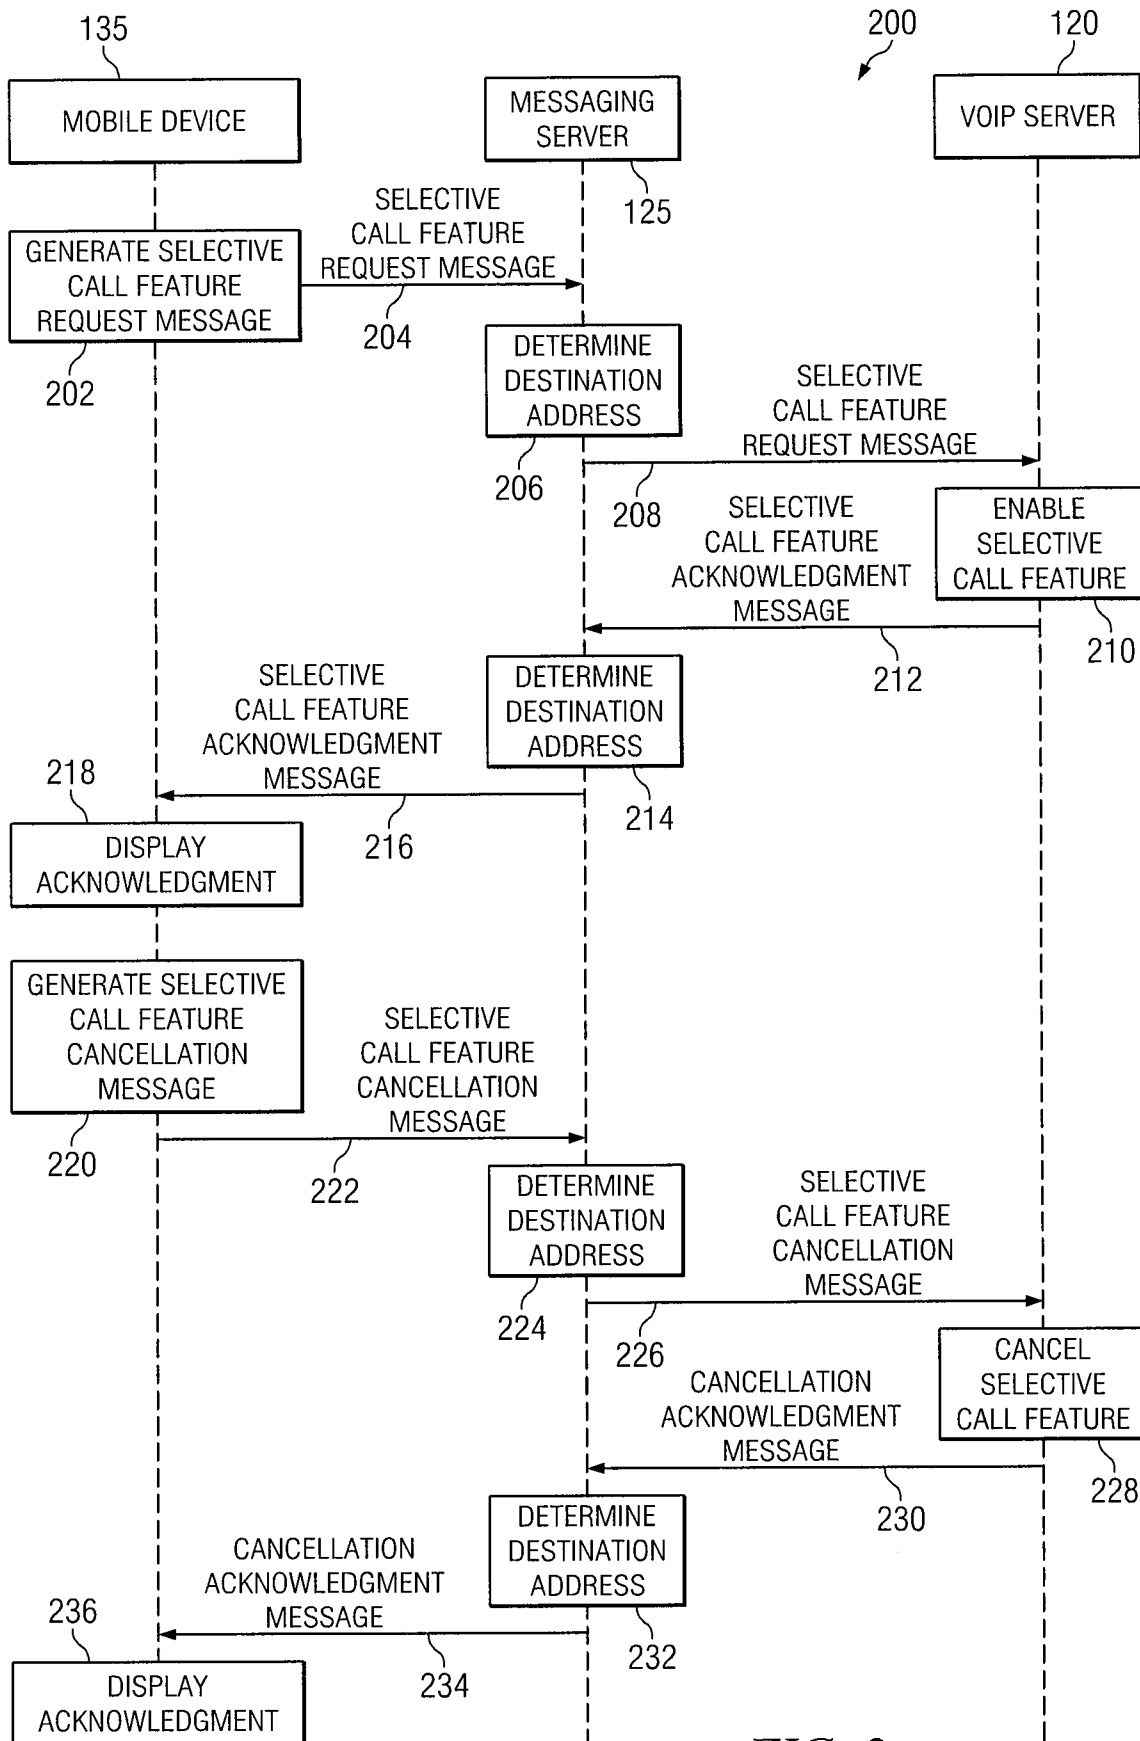 135
200
120
MOBILE DEVICE
MESSAGING
SERVER
VOIP SERVER
125
SELECTIVE
CALL FEATURE
REQUEST MESSAGE
GENERATE SELECTIVE
CALL FEATURE
REQUEST MESSAGE
204
202
DETERMINE
DESTINATION
ADDRESS
206
SELECTIVE
CALL FEATURE
REQUEST MESSAGE
208
ENABLE
SELECTIVE
CALL FEATURE
210
SELECTIVE
CALL FEATURE
ACKNOWLEDGMENT
MESSAGE
212
DETERMINE
DESTINATION
ADDRESS
214
SELECTIVE
CALL FEATURE
ACKNOWLEDGMENT
MESSAGE
216
218
DISPLAY
ACKNOWLEDGMENT
GENERATE SELECTIVE
CALL FEATURE
CANCELLATION
MESSAGE
220
SELECTIVE
CALL FEATURE
CANCELLATION
MESSAGE
222
DETERMINE
DESTINATION
ADDRESS
224
SELECTIVE
CALL FEATURE
CANCELLATION
MESSAGE
226
CANCEL
SELECTIVE
CALL FEATURE
228
CANCELLATION
ACKNOWLEDGMENT
MESSAGE
230
DETERMINE
DESTINATION
ADDRESS
232
CANCELLATION
ACKNOWLEDGMENT
MESSAGE
234
236
DISPLAY
ACKNOWLEDGMENT